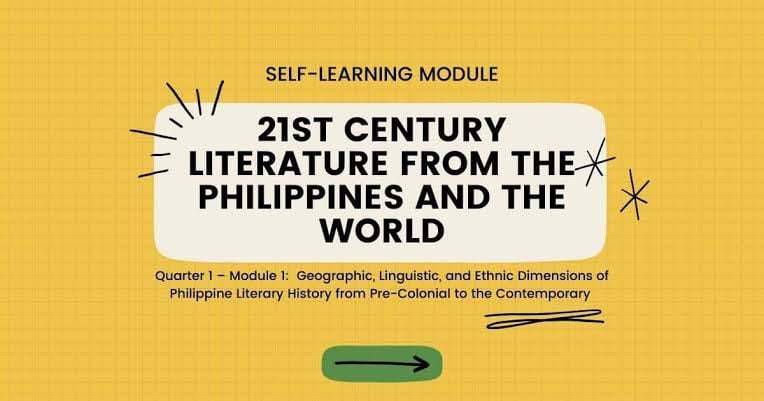 SELF-LEARNING MODULE
21ST CENTURY
LITERATURE FROM THE
PHILIPPINES AND THE
WORLD
Quarter 1 – Module 1:  Geographic, Linguistic, and Ethnic Dimensions of
Philippine Literary History from Pre-Colonial to the Contemporary